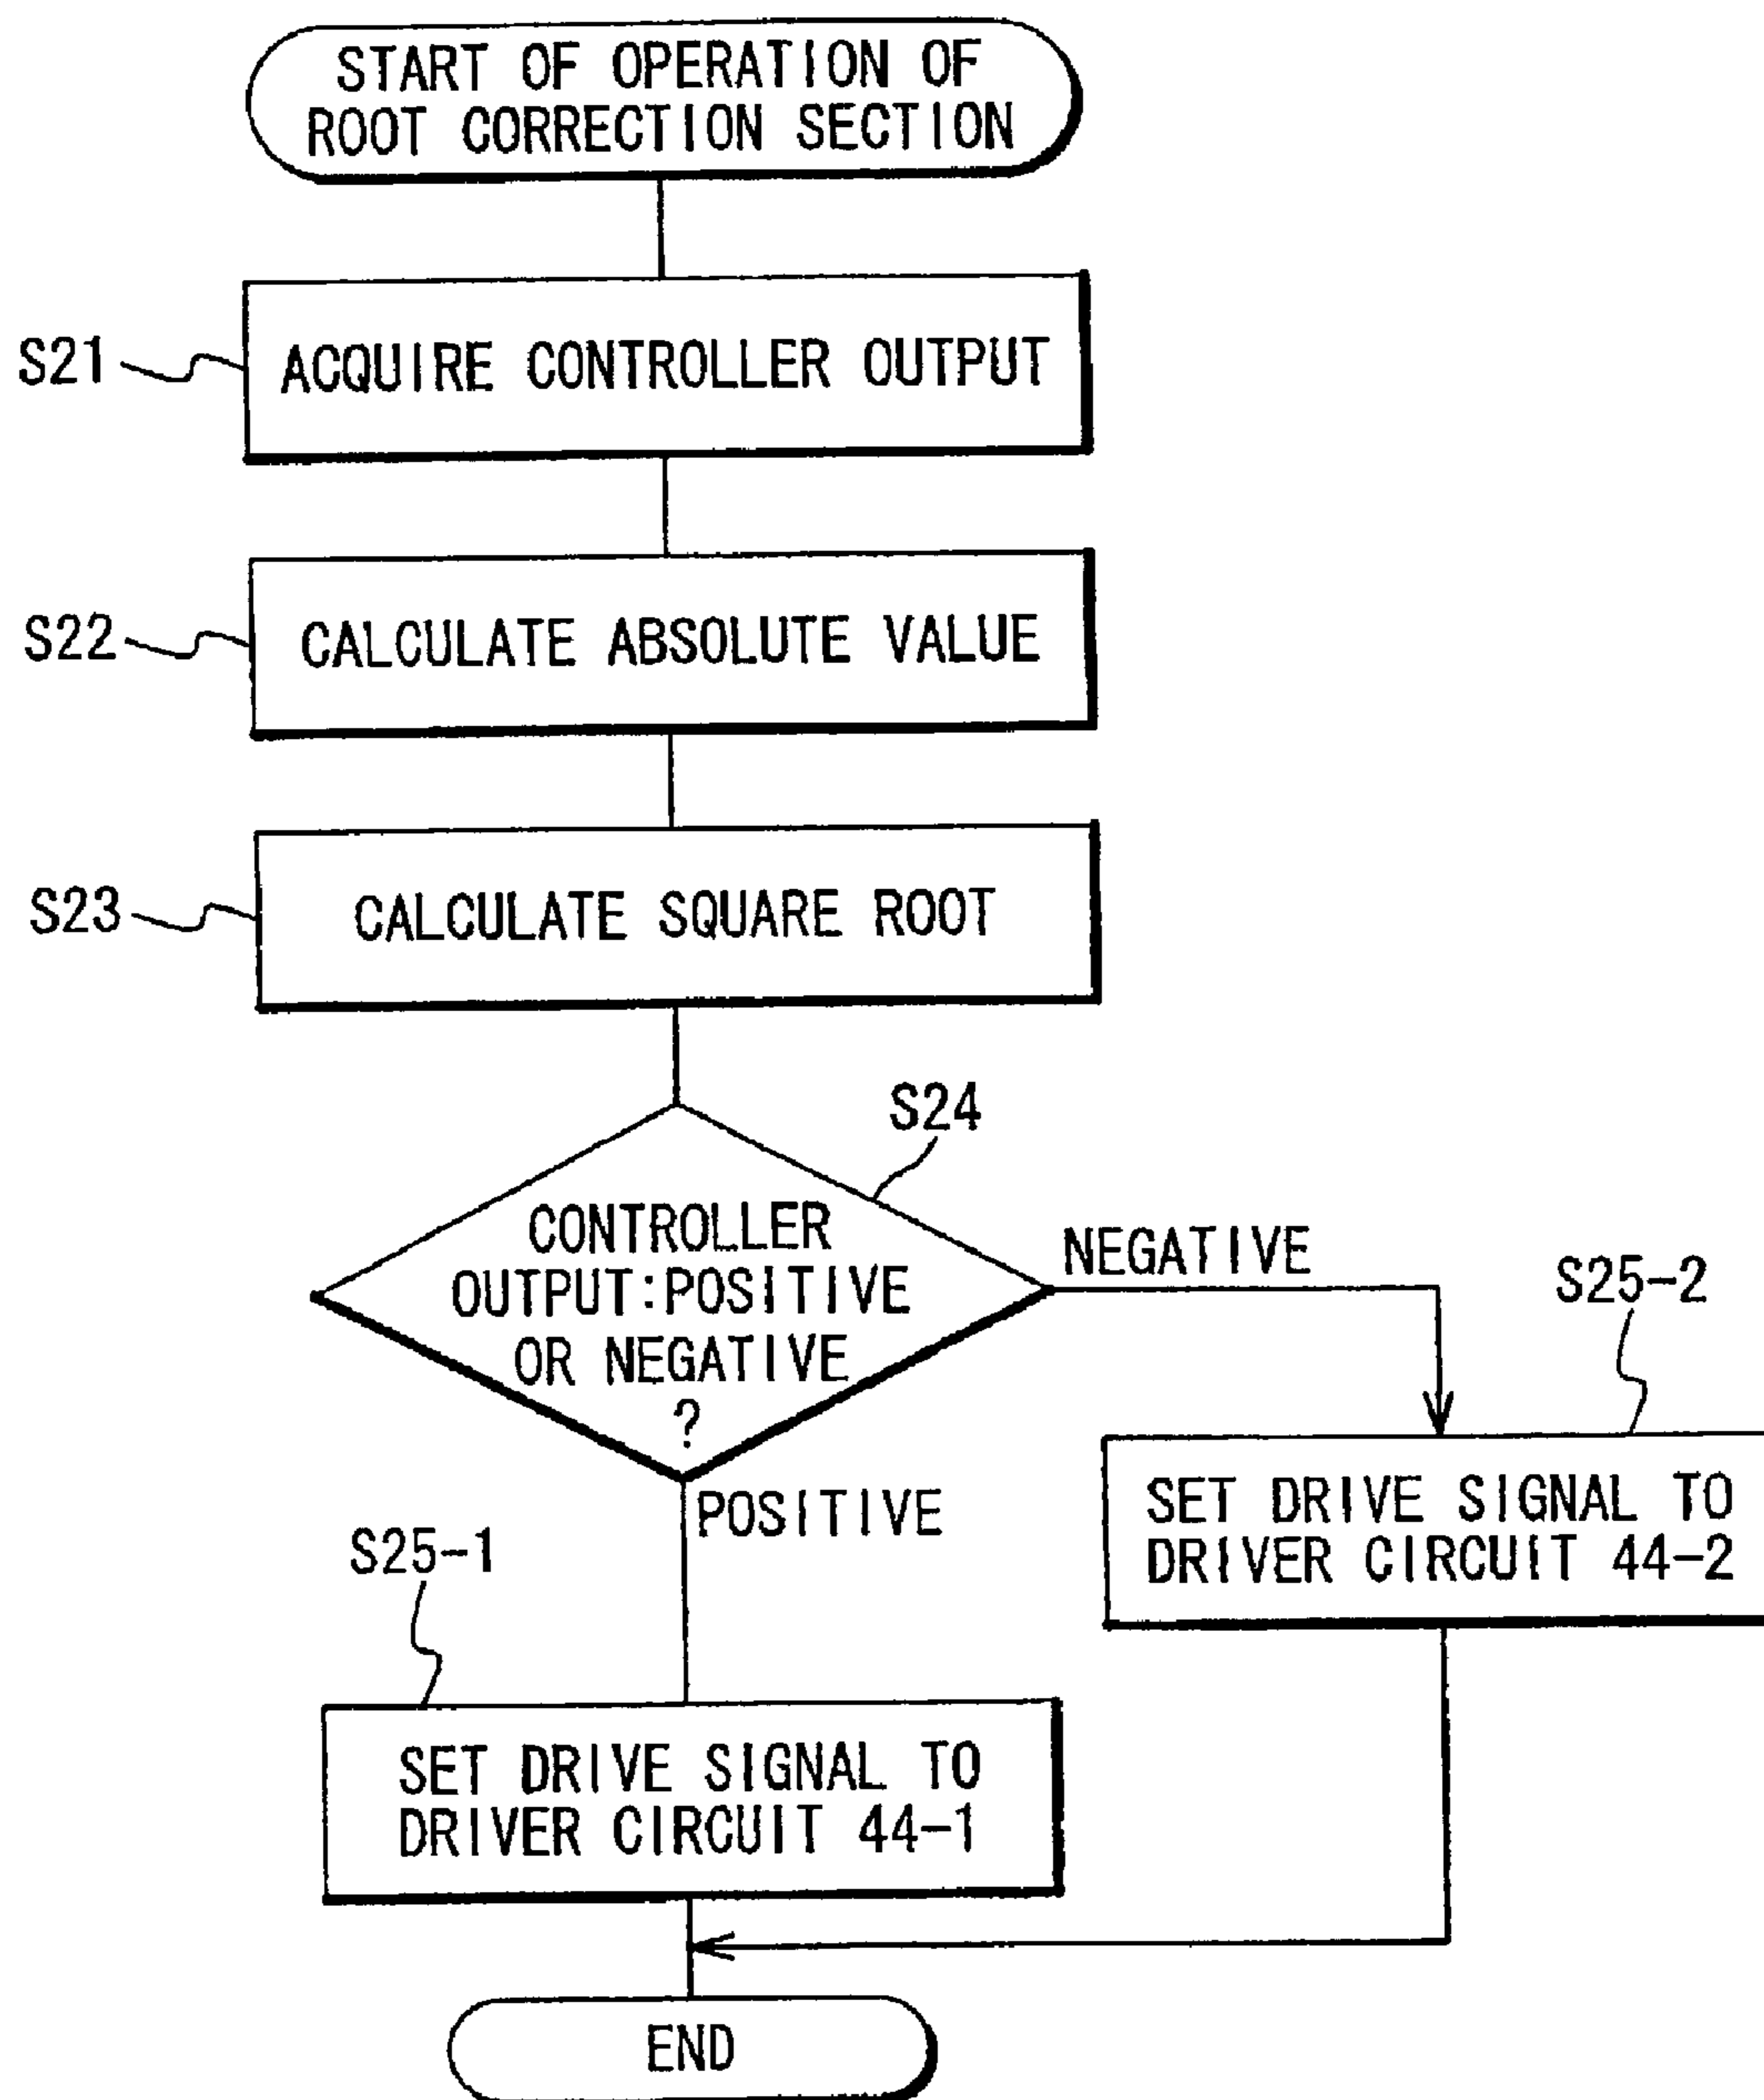 START OF OPERATION OF
ROOT CORRECTION SECTION
S21
ACQUIRE CONTROLLER OUTPUT
S22
CALCULATE ABSOLUTE VALUE
S23
CALCULATE SQUARE ROOT
S24
CONTROLLER
OUTPUT:POSITIVE
OR NEGATIVE
?
NEGATIVE
S25-2
SET DRIVE SIGNAL TO
DRIVER CIRCUIT 44-2
POSITIVE
S25-1
SET DRIVE SIGNAL TO
DRIVER CIRCUIT 44-1
END